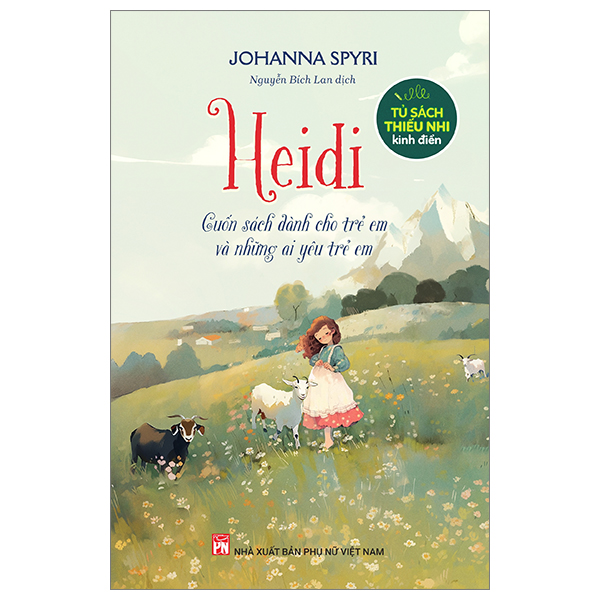 JOHANNA SPYRI
Nguyễn Bích Lan dịch
TỦ SÁCH
THIẾU NHI
kinh điển
Heidi
Cuốn sách dành cho trẻ em
và những ai yêu trẻ em
PN
NHÀ XUẤT BẢN PHỤ NỮ VIỆT NAM